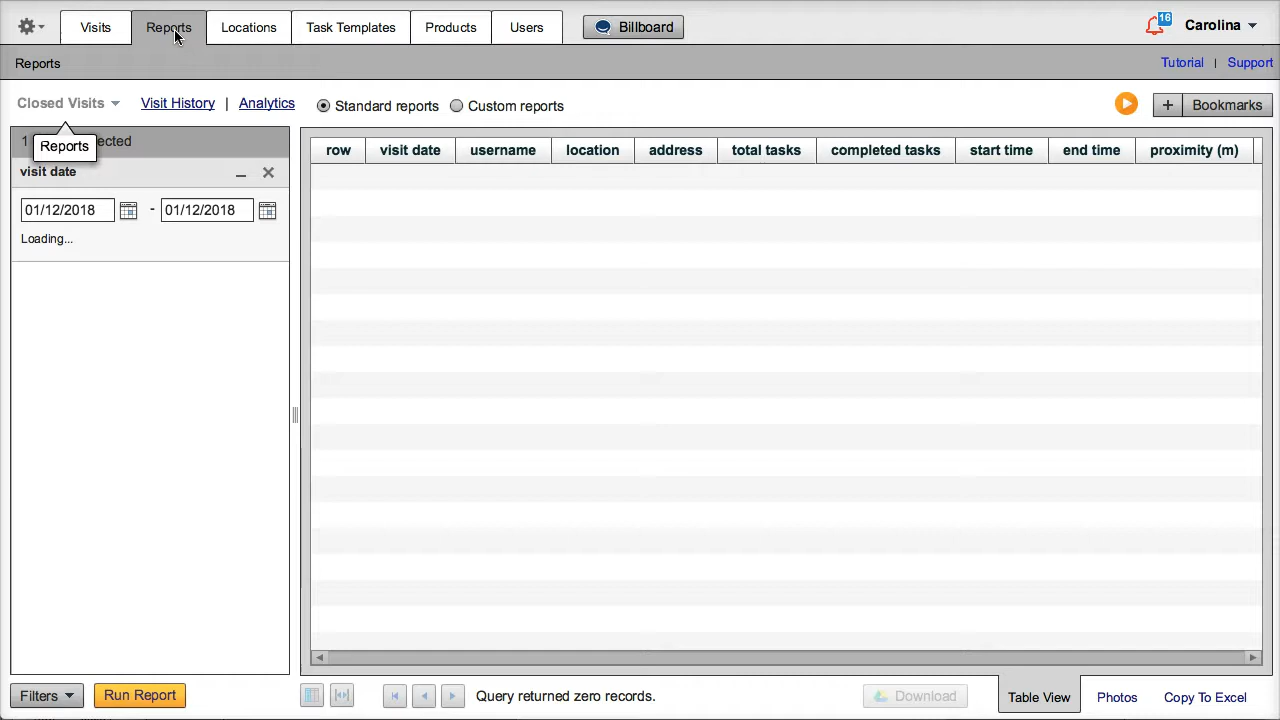 Visits
Reports
Locations
Task Templates
Products
Users
Billboard
16
Carolina
Reports
Tutorial | Support
Closed Visits
Visit History | Analytics
Standard reports
Custom reports
+ Bookmarks
1
Reports
visit date
01/12/2018 - 01/12/2018
Loading...
row
visit date
username
location
address
total tasks
completed tasks
start time
end time
proximity (m)
Filters
Run Report
Query returned zero records.
Download
Table View
Photos
Copy To Excel